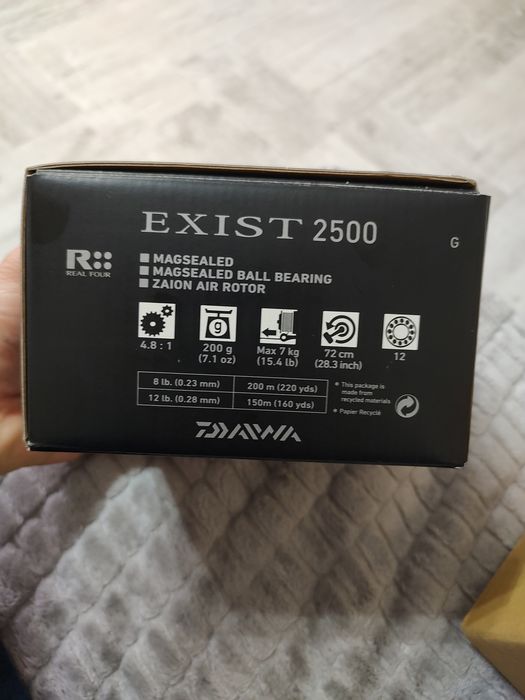 EXIST 2500
G
R
REAL FOUR
MAGSEALED
MAGSEALED BALL BEARING
ZAION AIR ROTOR
g
4.8 : 1
200 g
(7.1 oz)
Max 7 kg
(15.4 lb)
72 cm
(28.3 inch)
12
8 lb. (0.23 mm) 200 m (220 yds)
12 lb. (0.28 mm) 150m (160 yds)
• This package is
made from
recycled materials
• Papier Recyclé
DAIWA